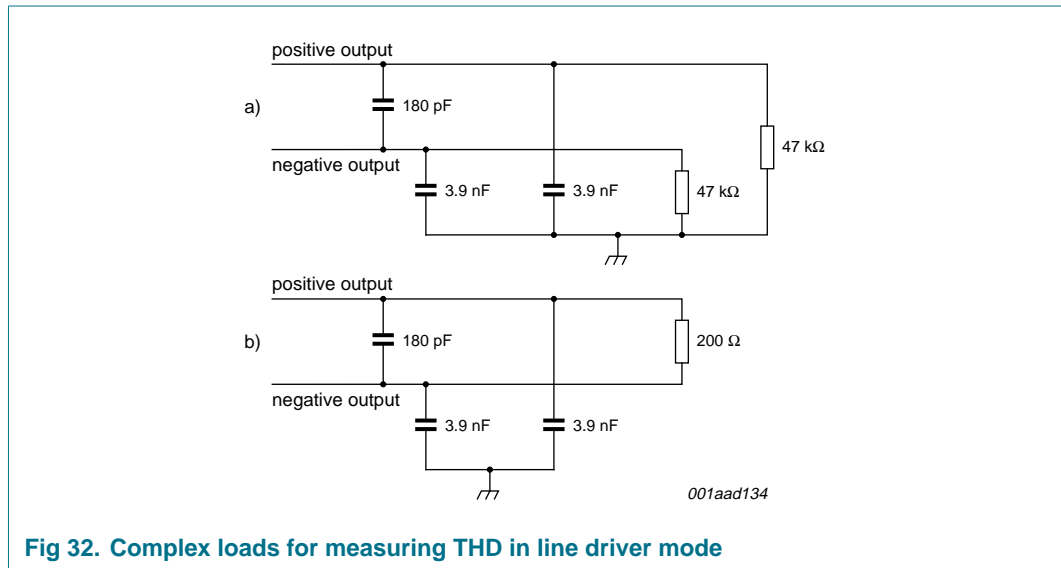 positive output
a)
180 pF
47 kΩ
negative output
3.9 nF
3.9 nF
47 kΩ
positive output
b)
180 pF
200 Ω
negative output
3.9 nF
3.9 nF
001aad134
Fig 32. Complex loads for measuring THD in line driver mode